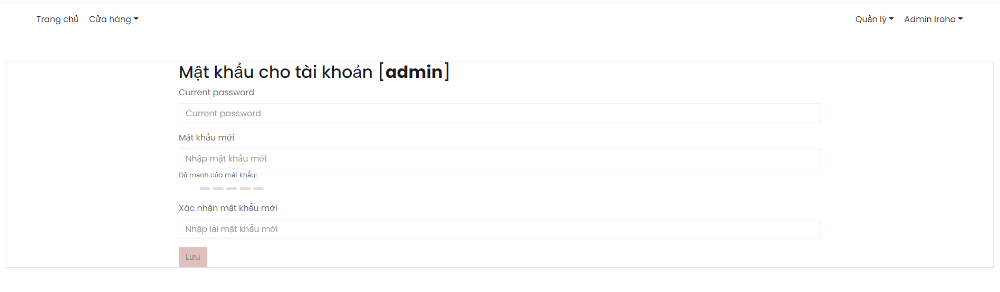 Trang chủ Cửa hàng Quản lý Admin Iroha
Mật khẩu cho tài khoản [admin]
Current password
Current password
Mật khẩu mới
Nhập mật khẩu mới
Độ mạnh của mật khẩu:
Xác nhận mật khẩu mới
Nhập lại mật khẩu mới
Lưu